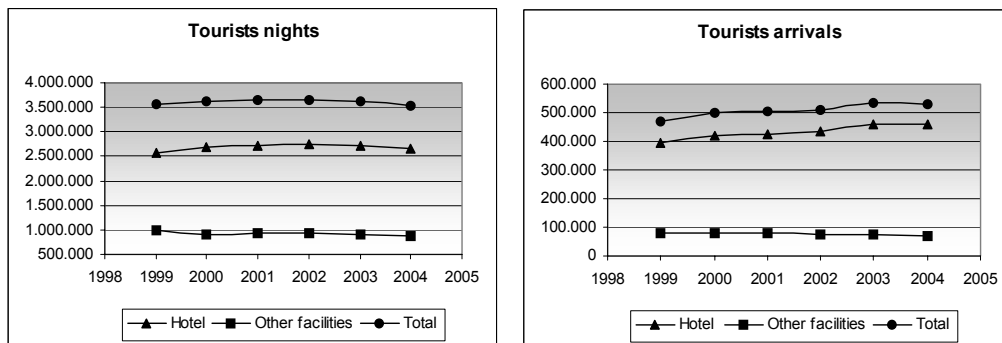 Tourists nights
4.000.000
3.500.000
3.000.000
2.500.000
2.000.000
1.500.000
1.000.000
500.000
1998 1999 2000 2001 2002 2003 2004 2005
Hotel Other facilities Total
Tourists arrivals
600.000
500.000
400.000
300.000
200.000
100.000
0
1998 1999 2000 2001 2002 2003 2004 2005
Hotel Other facilities Total